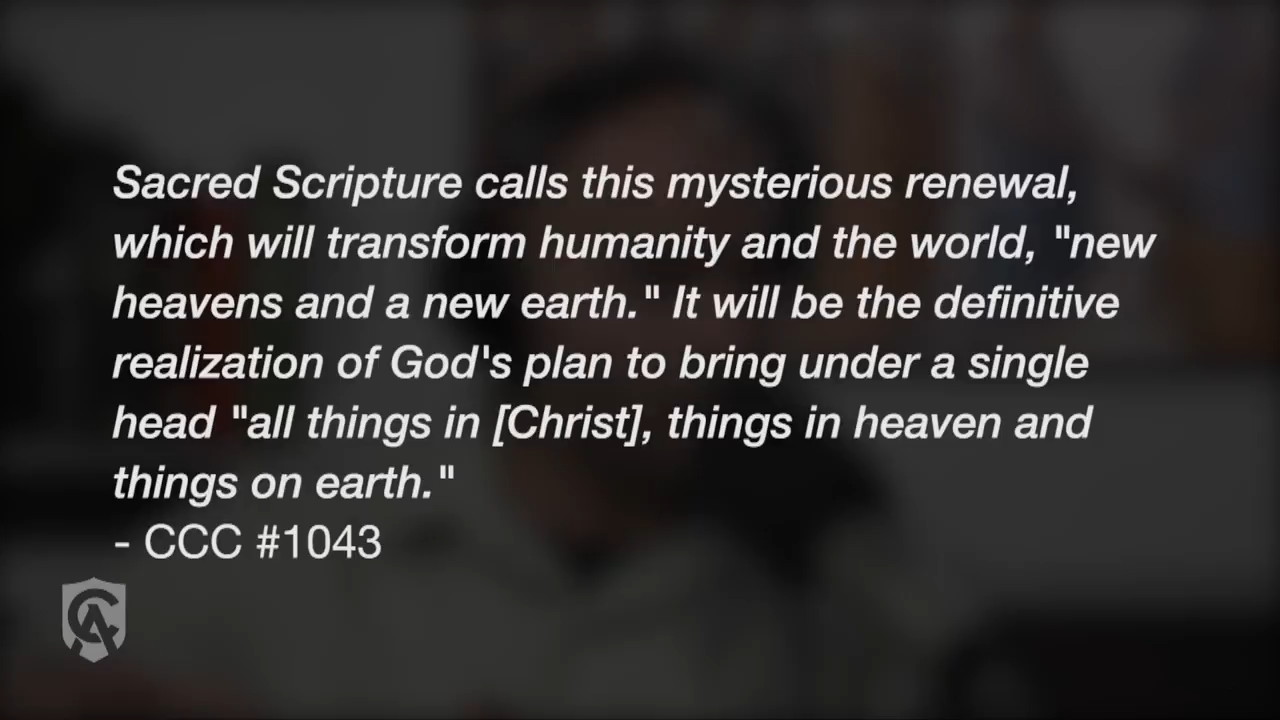 Sacred Scripture calls this mysterious renewal,
which will transform humanity and the world, "new
heavens and a new earth." It will be the definitive
realization of God's plan to bring under a single
head "all things in [Christ], things in heaven and
things on earth."
- CCC #1043
CA